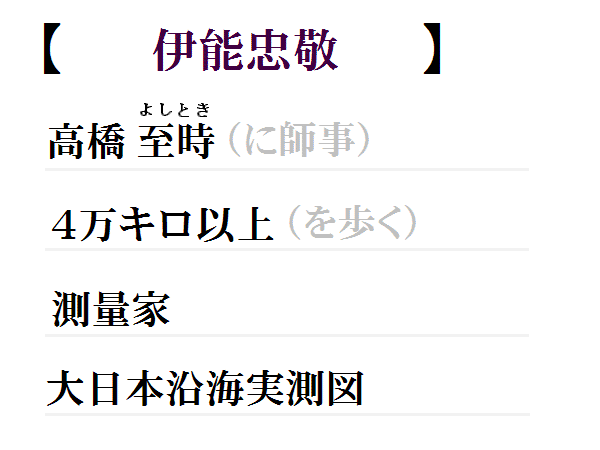 【 伊能忠敬 】
よしとき
高橋 至時（に師事）
４万キロ以上（を歩く）
測量家
大日本沿海実測図